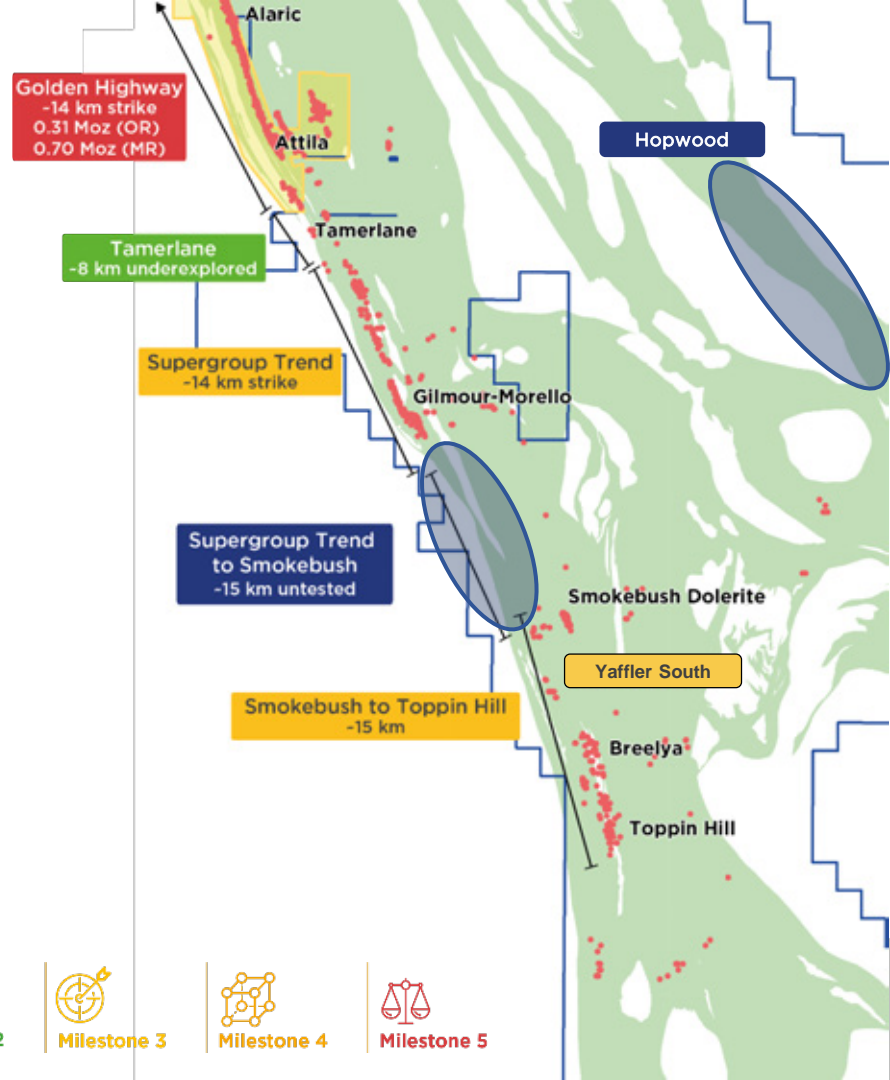 Alaric
Golden Highway
~14 km strike
0.31 Moz (OR)
0.70 Moz (MR)
Attila
Hopwood
Tamerlane
Tamerlane
~8 km underexplored
Supergroup Trend
~14 km strike
Gilmour-Morello
Supergroup Trend
to Smokebush
~15 km untested
Smokebush Dolerite
Yaffler South
Smokebush to Toppin Hill
~15 km
Breelya
Toppin Hill
2
Milestone 3
Milestone 4
Milestone 5